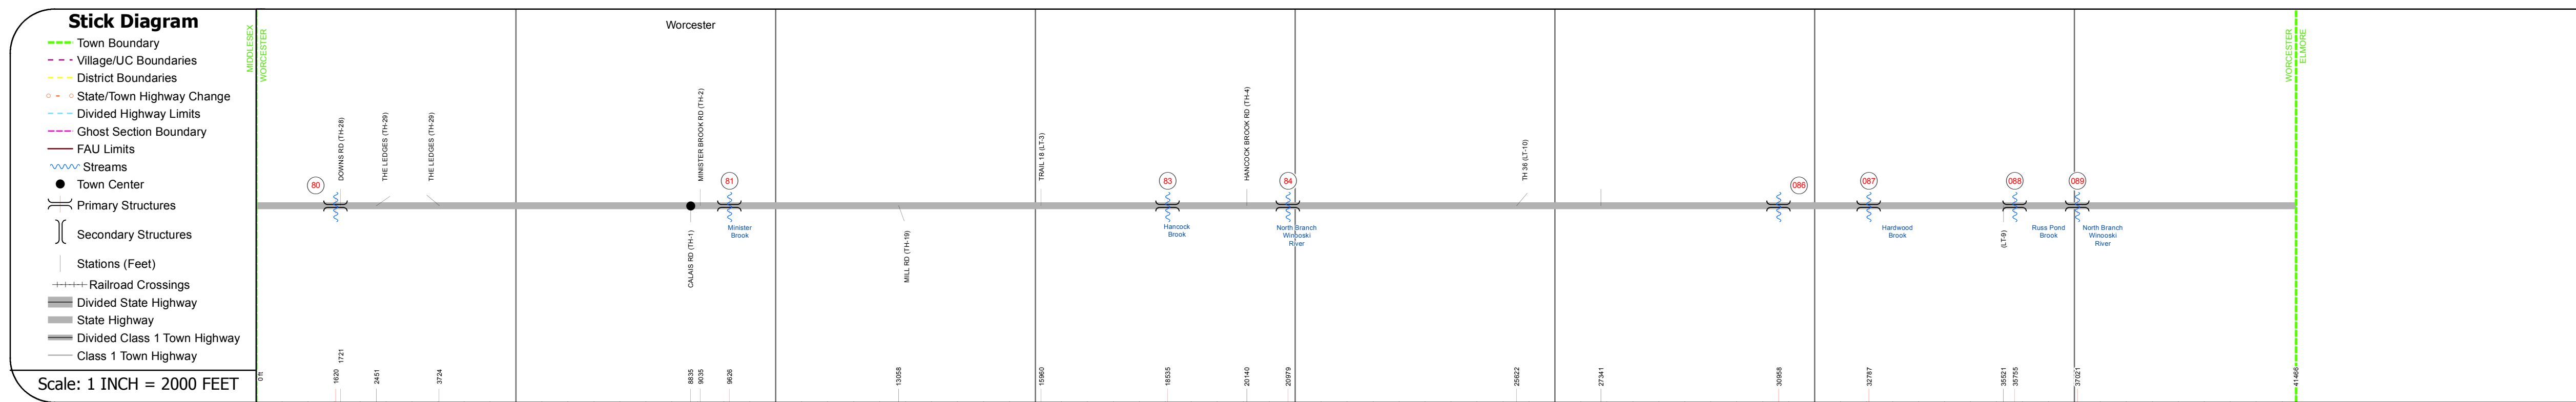 Stick Diagram
Town Boundary
Village/UC Boundaries
District Boundaries
State/Town Highway Change
Divided Highway Limits
Ghost Section Boundary
FAU Limits
Streams
Town Center
Primary Structures
Secondary Structures
Stations (Feet)
Railroad Crossings
Divided State Highway
State Highway
Divided Class 1 Town Highway
Class 1 Town Highway
Scale: 1 INCH = 2000 FEET
MIDDLESEX
WORCESTER
Worcester
WORCESTER
ELMORE
DOWNS RD (TH-28)
THE LEDGES (TH-29)
THE LEDGES (TH-29)
MINISTER BROOK RD (TH-2)
TRAIL 18 (LT-3)
HANCOCK BROOK RD (TH-4)
TH 36 (LT-10)
80
81
83
84
086
087
088
089
CALAIS RD (TH-1)
Minister
Brook
MILL RD (TH-19)
Hancock
Brook
North Branch
Winooski
River
Hardwood
Brook
(LT-9)
Russ Pond
Brook
North Branch
Winooski
River
0 ft
1620
1721
2451
3724
8835
9035
9626
13058
15960
18535
20140
20979
25622
27341
30958
32787
35521
35755
37021
41466